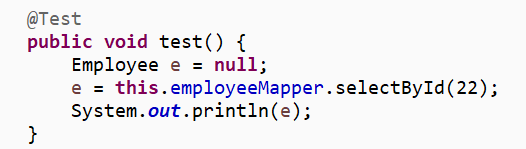 @Test
public void test() {
    Employee e = null;
    e = this.employeeMapper.selectById(22);
    System.out.println(e);
}